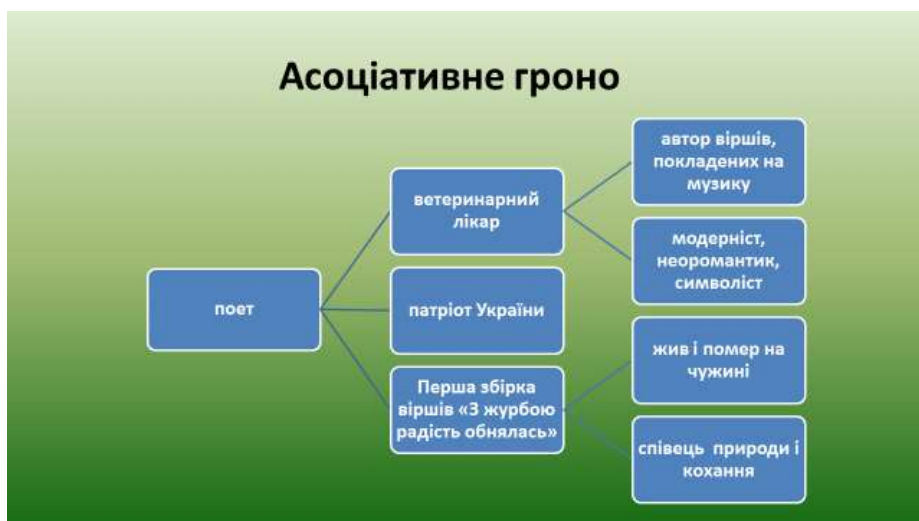 Асоціативне гроно
поет
ветеринарний
лікар
патріот України
Перша збірка
віршів «З журбою
радість обнялась»
автор віршів,
покладених на
музику
модерніст,
неоромантик,
символіст
жив і помер на
чужині
співець природи і
кохання